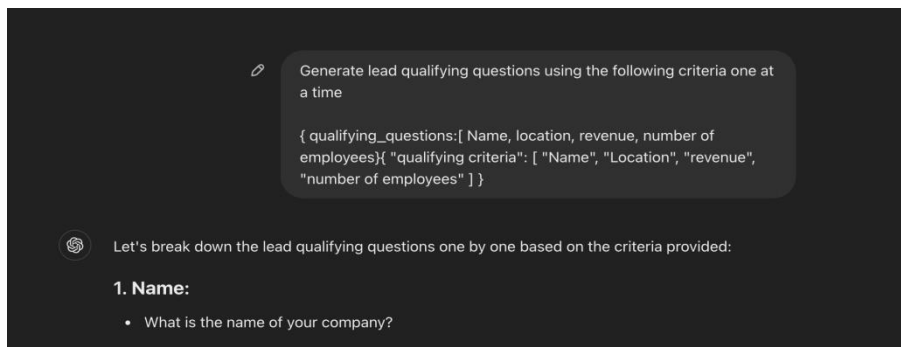 Generate lead qualifying questions using the following criteria one at
a time
{ qualifying_questions:[ Name, location, revenue, number of
employees}{ "qualifying criteria": [ "Name", "Location", "revenue",
"number of employees" ] }
Let's break down the lead qualifying questions one by one based on the criteria provided:
1. Name:
• What is the name of your company?